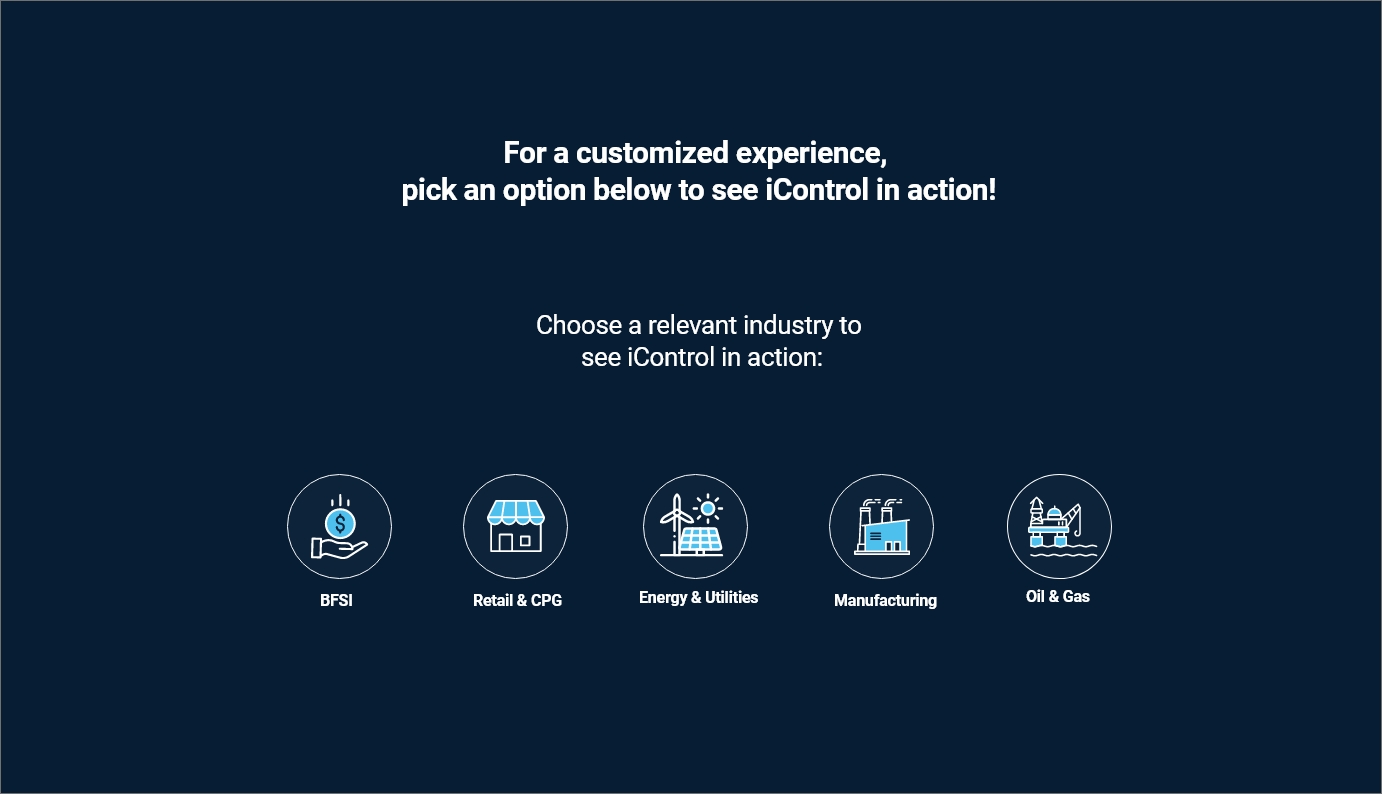 For a customized experience,
pick an option below to see iControl in action!
Choose a relevant industry to
see iControl in action:
$
BFSI
Retail & CPG
Energy & Utilities
Manufacturing
Oil & Gas